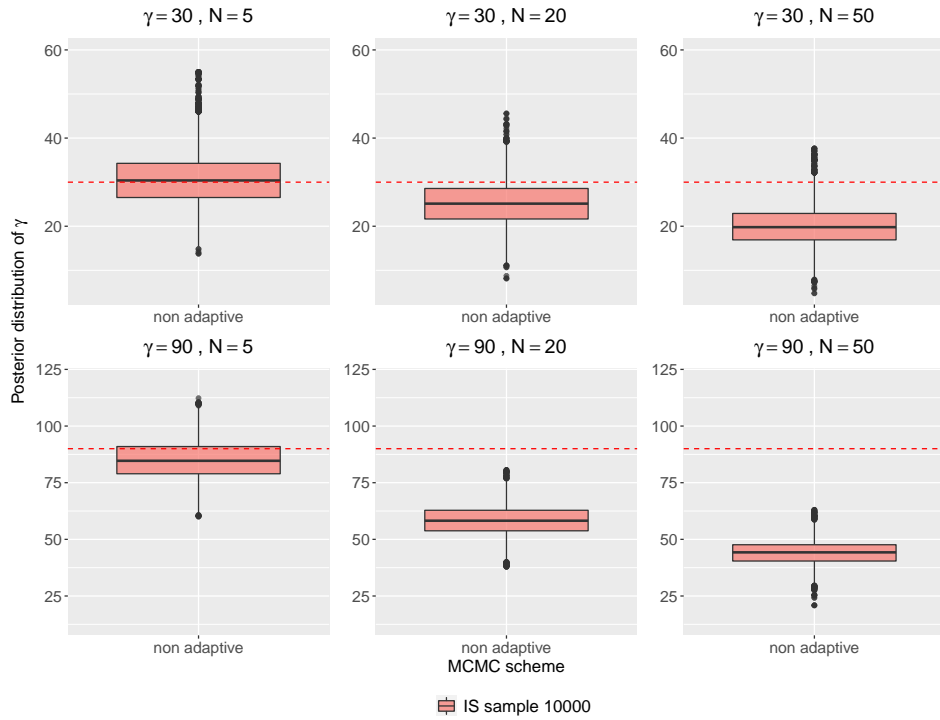 γ = 30 , N = 5
γ = 30 , N = 20
γ = 30 , N = 50
60
40
20
60
40
20
60
40
20
non adaptive
non adaptive
non adaptive
Posterior distribution of γ
γ = 90 , N = 5
γ = 90 , N = 20
γ = 90 , N = 50
125
100
75
50
25
125
100
75
50
25
125
100
75
50
25
non adaptive
non adaptive
non adaptive
MCMC scheme
IS sample 10000